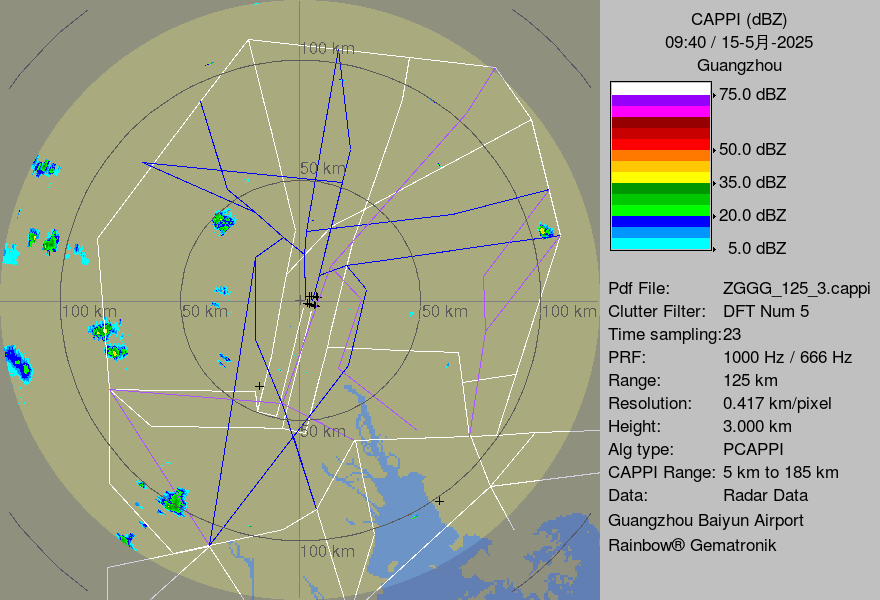 CAPPI (dBZ)
09:40 / 15-5月-2025
Guangzhou
75.0 dBZ
50.0 dBZ
35.0 dBZ
20.0 dBZ
5.0 dBZ
Pdf File: ZGGG_125_3.cappi
Clutter Filter: DFT Num 5
Time sampling:23
PRF: 1000 Hz / 666 Hz
Range: 125 km
Resolution: 0.417 km/pixel
Height: 3.000 km
Alg type: PCAPPI
CAPPI Range: 5 km to 185 km
Data: Radar Data
Guangzhou Baiyun Airport
Rainbow® Gematronik
100 km
50 km
100 km
50 km
50 km
100 km
50 km
100 km